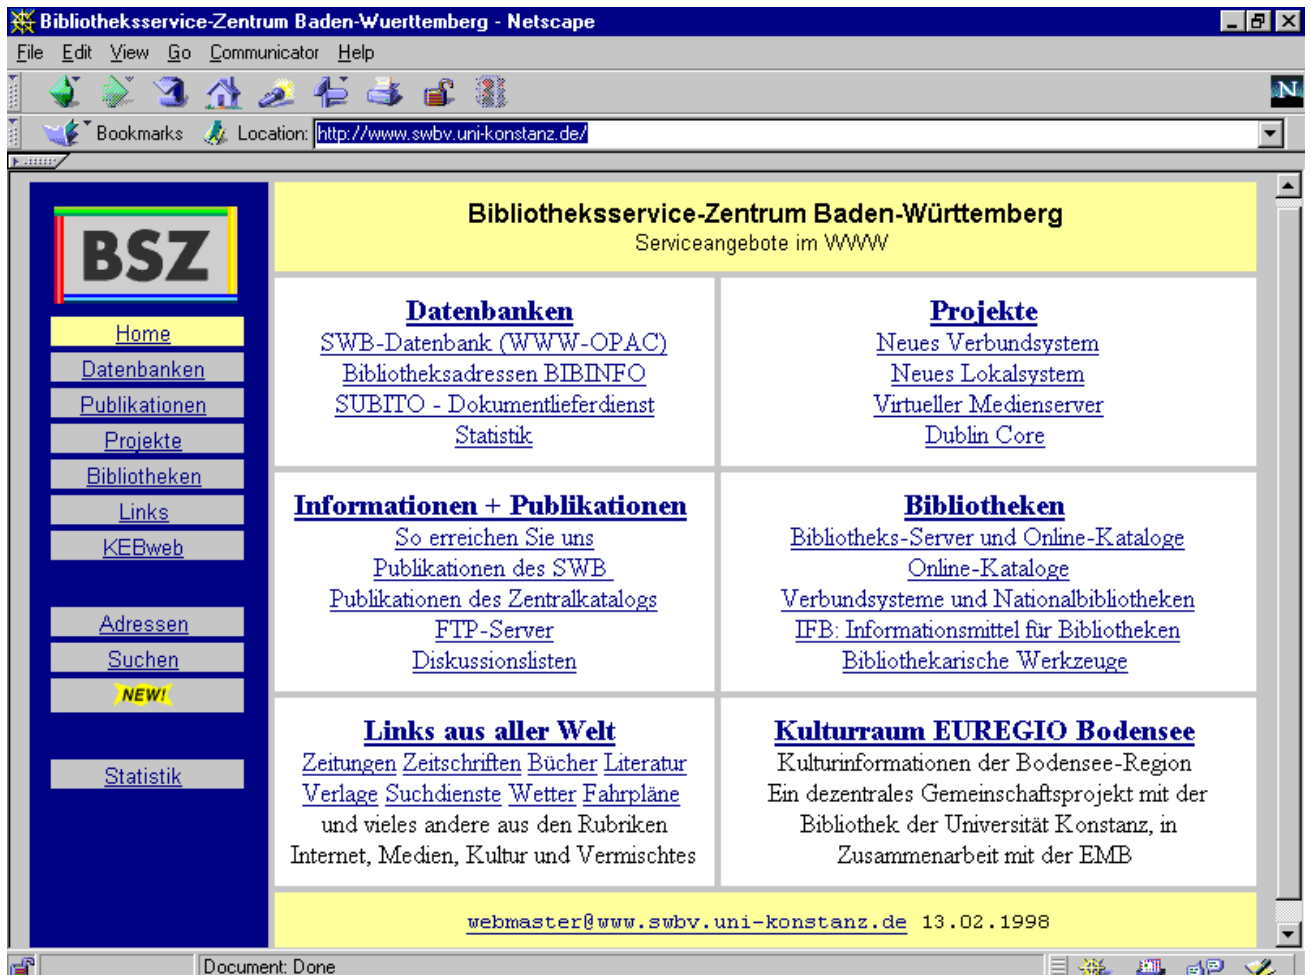 Bibliotheksservice-Zentrum Baden-Wuerttemberg - Netscape
File Edit View Go Communicator Help
N
Bookmarks Location: http://www.swbv.uni-konstanz.de/
BSZ
Home
Datenbanken
Publikationen
Projekte
Bibliotheken
Links
KEBweb
Adressen
Suchen
NEW!
Statistik
Bibliotheksservice-Zentrum Baden-Württemberg
Serviceangebote im WWW
Datenbanken
SWB-Datenbank (WWW-OPAC)
Bibliotheksadressen BIBINFO
SUBITO - Dokumentlieferdienst
Statistik
Projekte
Neues Verbundsystem
Neues Lokalsystem
Virtueller Medienserver
Dublin Core
Informationen + Publikationen
So erreichen Sie uns
Publikationen des SWB
Publikationen des Zentralkatalogs
FTP-Server
Diskussionslisten
Bibliotheken
Bibliotheks-Server und Online-Kataloge
Online-Kataloge
Verbundsysteme und Nationalbibliotheken
IFB: Informationsmittel für Bibliotheken
Bibliothekarische Werkzeuge
Links aus aller Welt
Zeitungen Zeitschriften Bücher Literatur
Verlage Suchdienste Wetter Fahrpläne
und vieles andere aus den Rubriken
Internet, Medien, Kultur und Vermischtes
Kulturraum EUREGIO Bodensee
Kulturinformationen der Bodensee-Region
Ein dezentrales Gemeinschaftsprojekt mit der
Bibliothek der Universität Konstanz, in
Zusammenarbeit mit der EMB
webmaster@www.swbv.uni-konstanz.de 13.02.1998
Document: Done